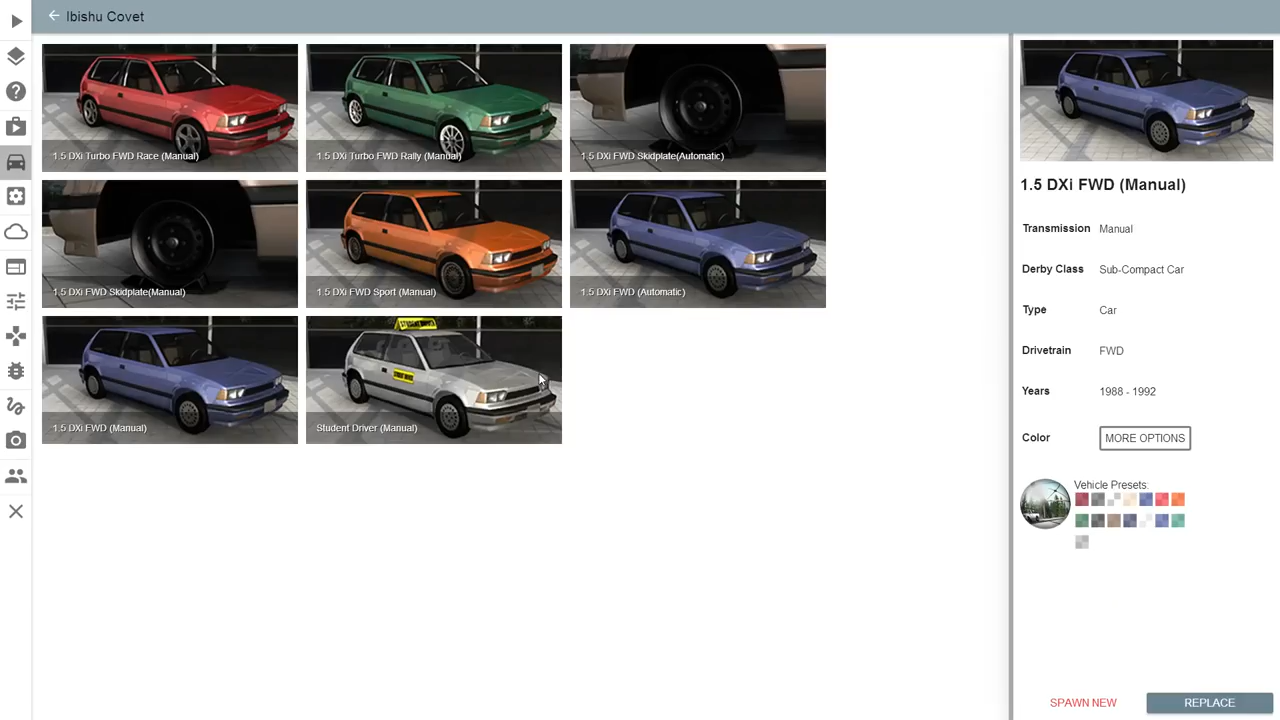 Ibishu Covet
1.5 DXi Turbo FWD Race (Manual)
1.5 DXi Turbo FWD Rally (Manual)
1.5 DXi FWD Skidplate(Automatic)
1.5 DXi FWD Skidplate(Manual)
1.5 DXi FWD Sport (Manual)
1.5 DXi FWD (Automatic)
1.5 DXi FWD (Manual)
Student Driver (Manual)
1.5 DXi FWD (Manual)
Transmission Manual
Derby Class Sub-Compact Car
Type Car
Drivetrain FWD
Years 1988 - 1992
Color MORE OPTIONS
Vehicle Presets:
SPAWN NEW REPLACE